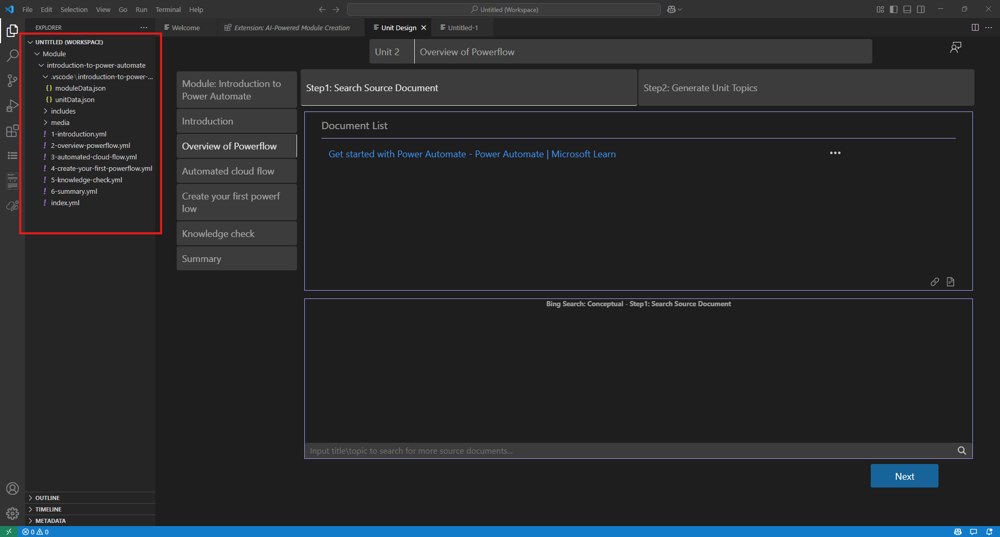 File Edit Selection View Go Run Terminal Help
Untitled (Workspace)
EXPLORER
Welcome
Extension: AI-Powered Module Creation
Unit Design
Untitled-1
UNTITLED (WORKSPACE)
Module
introduction-to-power-automate
.vscode\introduction-to-power-...
{} moduleData.json
{} unitData.json
includes
media
! 1-introduction.yml
! 2-overview-powerflow.yml
! 3-automated-cloud-flow.yml
! 4-create-your-first-powerflow.yml
! 5-knowledge-check.yml
! 6-summary.yml
! index.yml
OUTLINE
TIMELINE
METADATA
Unit 2
Overview of Powerflow
Module: Introduction to
Power Automate
Introduction
Overview of Powerflow
Automated cloud flow
Create your first powerf
low
Knowledge check
Summary
Step1: Search Source Document
Step2: Generate Unit Topics
Document List
Get started with Power Automate - Power Automate | Microsoft Learn
Bing Search: Conceptual - Step1: Search Source Document
Input title\topic to search for more source documents...
Next
0 0